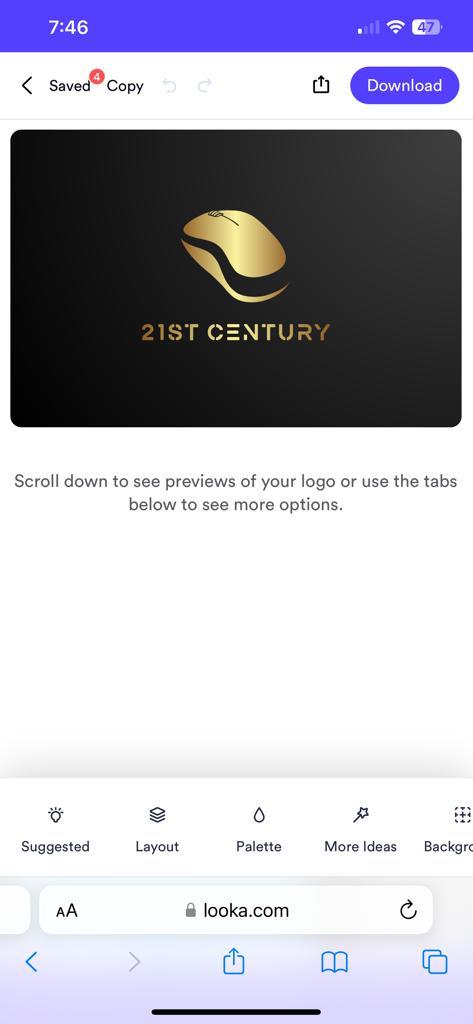 7:46
47
Saved 4 Copy
Download
21ST CENTURY
Scroll down to see previews of your logo or use the tabs
below to see more options.
Suggested Layout Palette More Ideas Backgro
AA looka.com